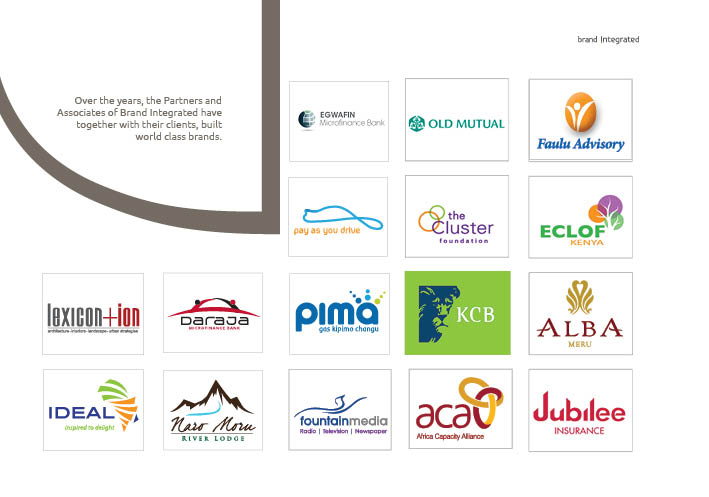 brand Integrated
Over the years, the Partners and
Associates of Brand Integrated have
together with their clients, built
world class brands.
EGWAFIN
Microfinance Bank
OLD MUTUAL
Faulu Advisory
pay as you drive
the
Cluster
foundation
ECLOF
KENYA
lexicon+ion
architecture•interiors•landscape•urban strategies
DARAJA
MICROFINANCE BANK
pima
gas kipimo chango
KCB
ALBA
MERU
IDEAL
inspired to delight
Naro Moru
RIVER LODGE
fountainmedia
Radio | Television | Newspaper
aca
Africa Capacity Alliance
Jubilee
INSURANCE